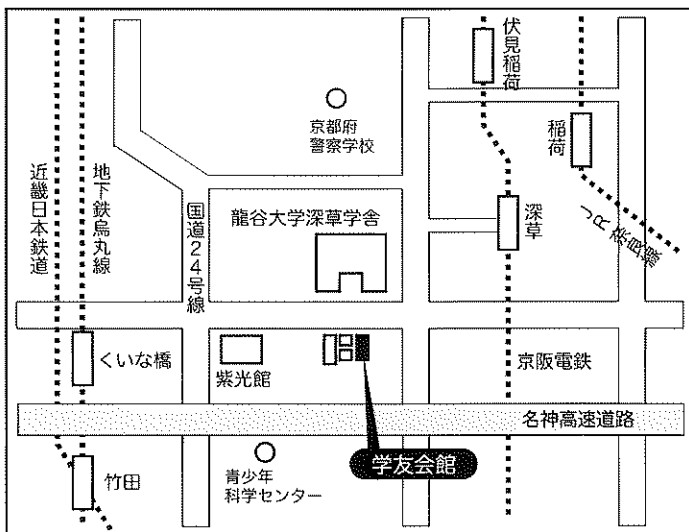 伏見稲荷
稲荷
京都府
警察学校
近畿日本鉄道
地下鉄烏丸線
国道24号線
龍谷大学深草学舎
深草
JR奈良線
くいな橋
紫光館
京阪電鉄
名神高速道路
竹田
青少年
科学センター
学友会館